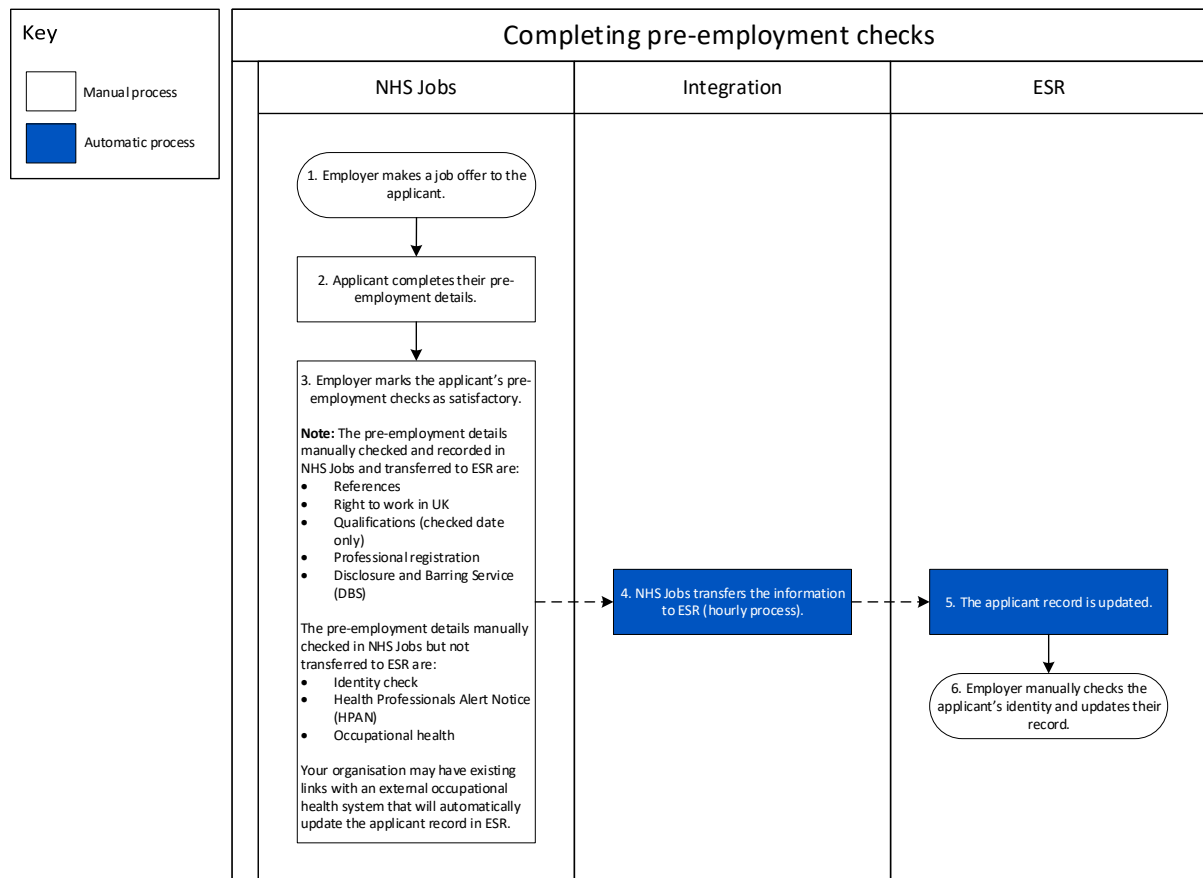 Key
Manual process
Automatic process
Completing pre-employment checks
NHS Jobs
Integration
ESR
1. Employer makes a job offer to the
applicant.
2. Applicant completes their pre-
employment details.
3. Employer marks the applicant’s pre-
employment checks as satisfactory.
Note: The pre-employment details
manually checked and recorded in
NHS Jobs and transferred to ESR are:
• References
• Right to work in UK
• Qualifications (checked date
only)
• Professional registration
• Disclosure and Barring Service
(DBS)
The pre-employment details manually
checked in NHS Jobs but not
transferred to ESR are:
• Identity check
• Health Professionals Alert Notice
(HPAN)
• Occupational health
Your organisation may have existing
links with an external occupational
health system that will automatically
update the applicant record in ESR.
4. NHS Jobs transfers the information
to ESR (hourly process).
5. The applicant record is updated.
6. Employer manually checks the
applicant’s identity and updates their
record.